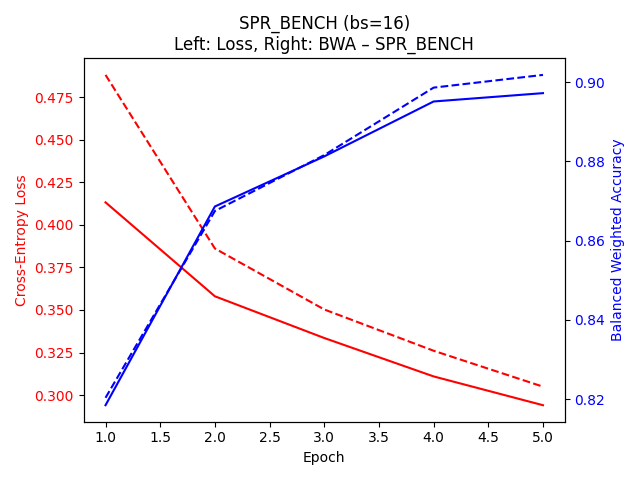 SPR_BENCH (bs=16)
Left: Loss, Right: BWA – SPR_BENCH
Cross-Entropy Loss
0.475
0.450
0.425
0.400
0.375
0.350
0.325
0.300
0.90
0.88
0.86
0.84
0.82
Balanced Weighted Accuracy
1.0 1.5 2.0 2.5 3.0 3.5 4.0 4.5 5.0
Epoch